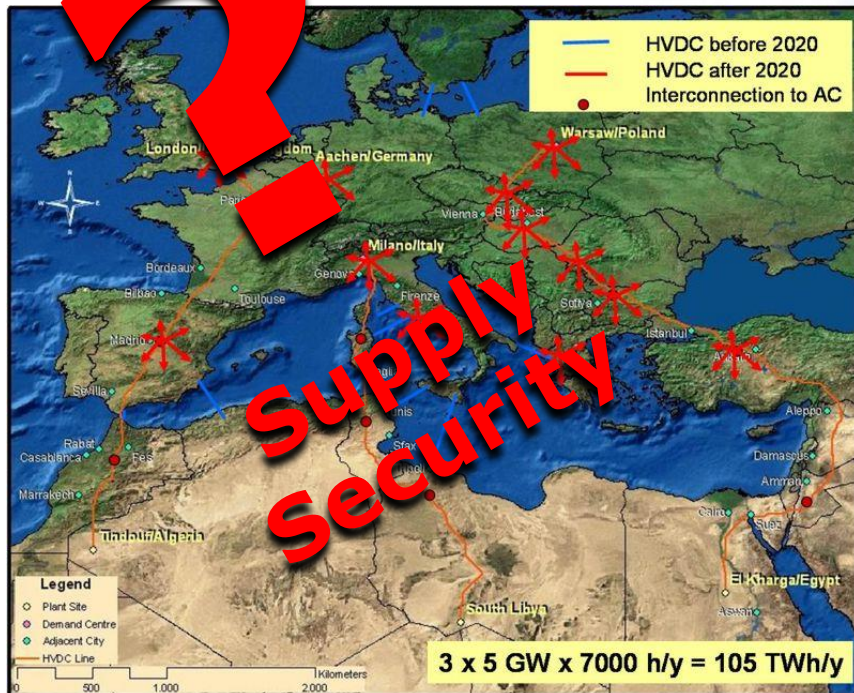 ?
HVDC before 2020
HVDC after 2020
Interconnection to AC
Warsaw/Poland
London
gdom
Aachen/Germany
Vienna
Milano/Italy
Bordeaux
Genova
Bilbao
Toulouse
Firenze
Sofiya
Madrid
Istanbul
Supply
Security
Sevilla
Aleppo
Rabat
Casablanca
Fes
Sfax
Damascus
Amman
Marrakech
Cairo
Suez
Tindouf/Algeria
El Kharga/Egypt
Aswan
South Libya
Legend
Plant Site
Demand Centre
Adjacent City
HVDC Line
Kilometers
0 500 1.000 2.000
3 x 5 GW x 7000 h/y = 105 TWh/y